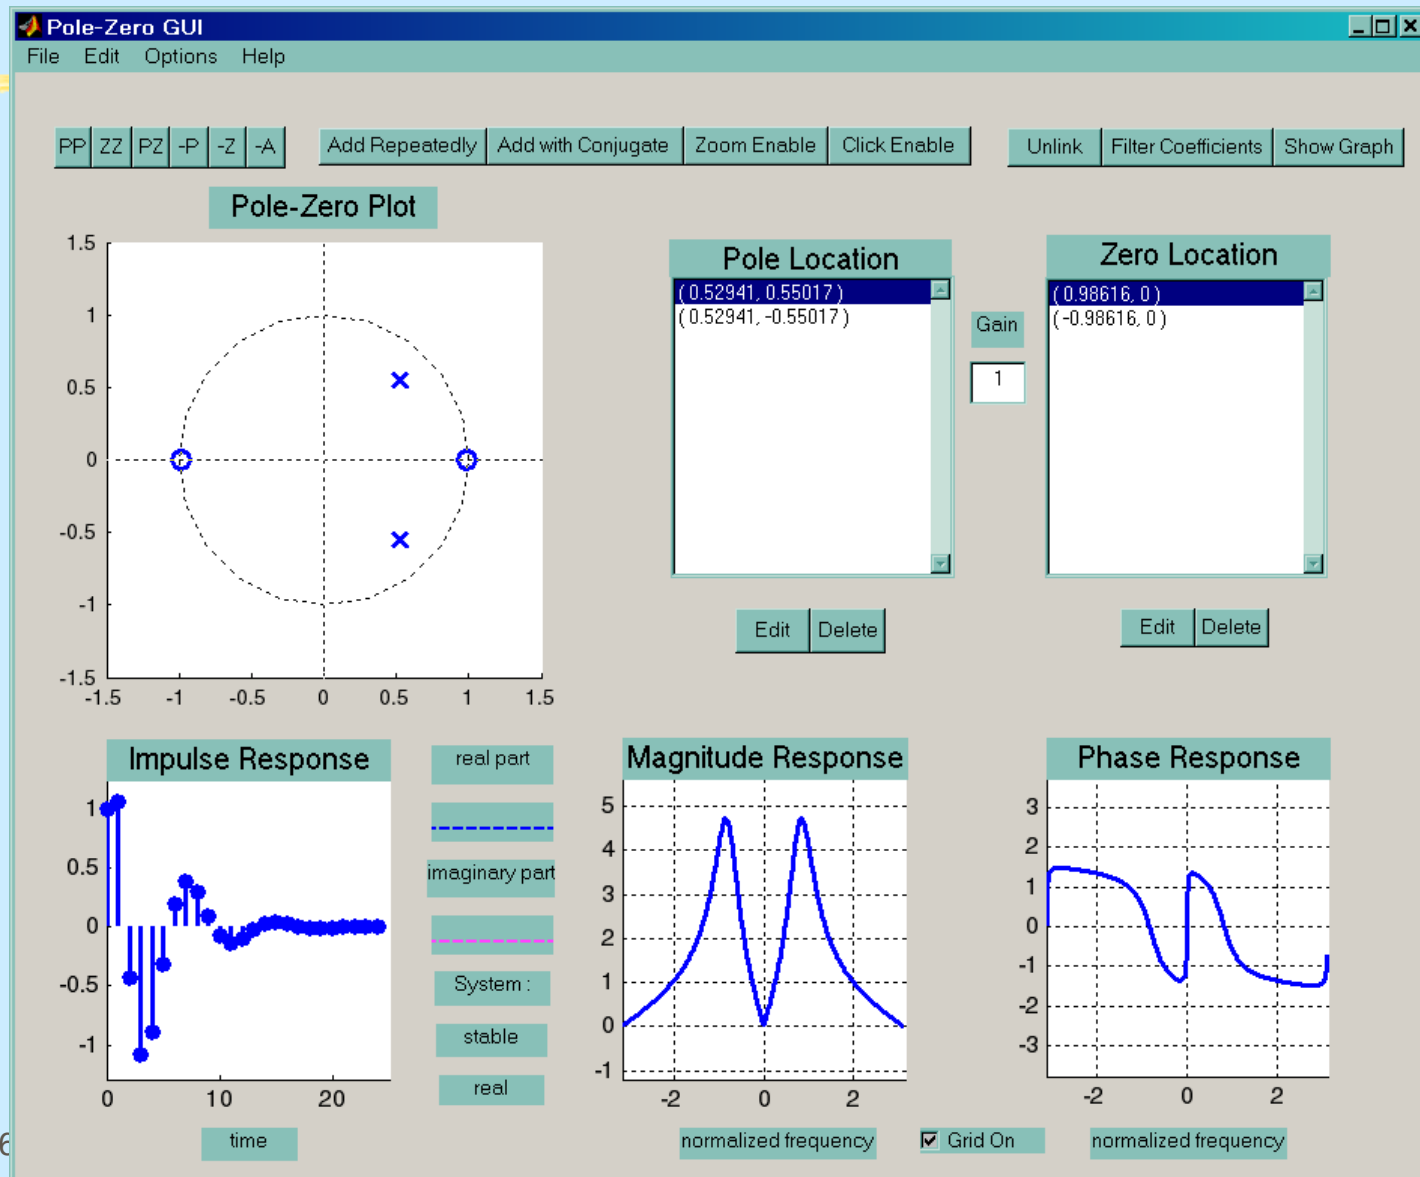 Pole-Zero GUI
File Edit Options Help
PP ZZ PZ -P -Z -A Add Repeatedly Add with Conjugate Zoom Enable Click Enable Unlink Filter Coefficients Show Graph
Pole-Zero Plot
1.5
1
0.5
0
-0.5
-1
-1.5
-1.5 -1 -0.5 0 0.5 1 1.5
Pole Location
( 0.52941, 0.55017 )
( 0.52941, -0.55017 )
Edit Delete
Gain
1
Zero Location
( 0.98616, 0 )
( -0.98616, 0 )
Edit Delete
Impulse Response
1
0.5
0
-0.5
-1
0 10 20
time
real part
imaginary part
System :
stable
real
Magnitude Response
5
4
3
2
1
0
-1
-2 0 2
normalized frequency
Grid On
Phase Response
3
2
1
0
-1
-2
-3
-2 0 2
normalized frequency